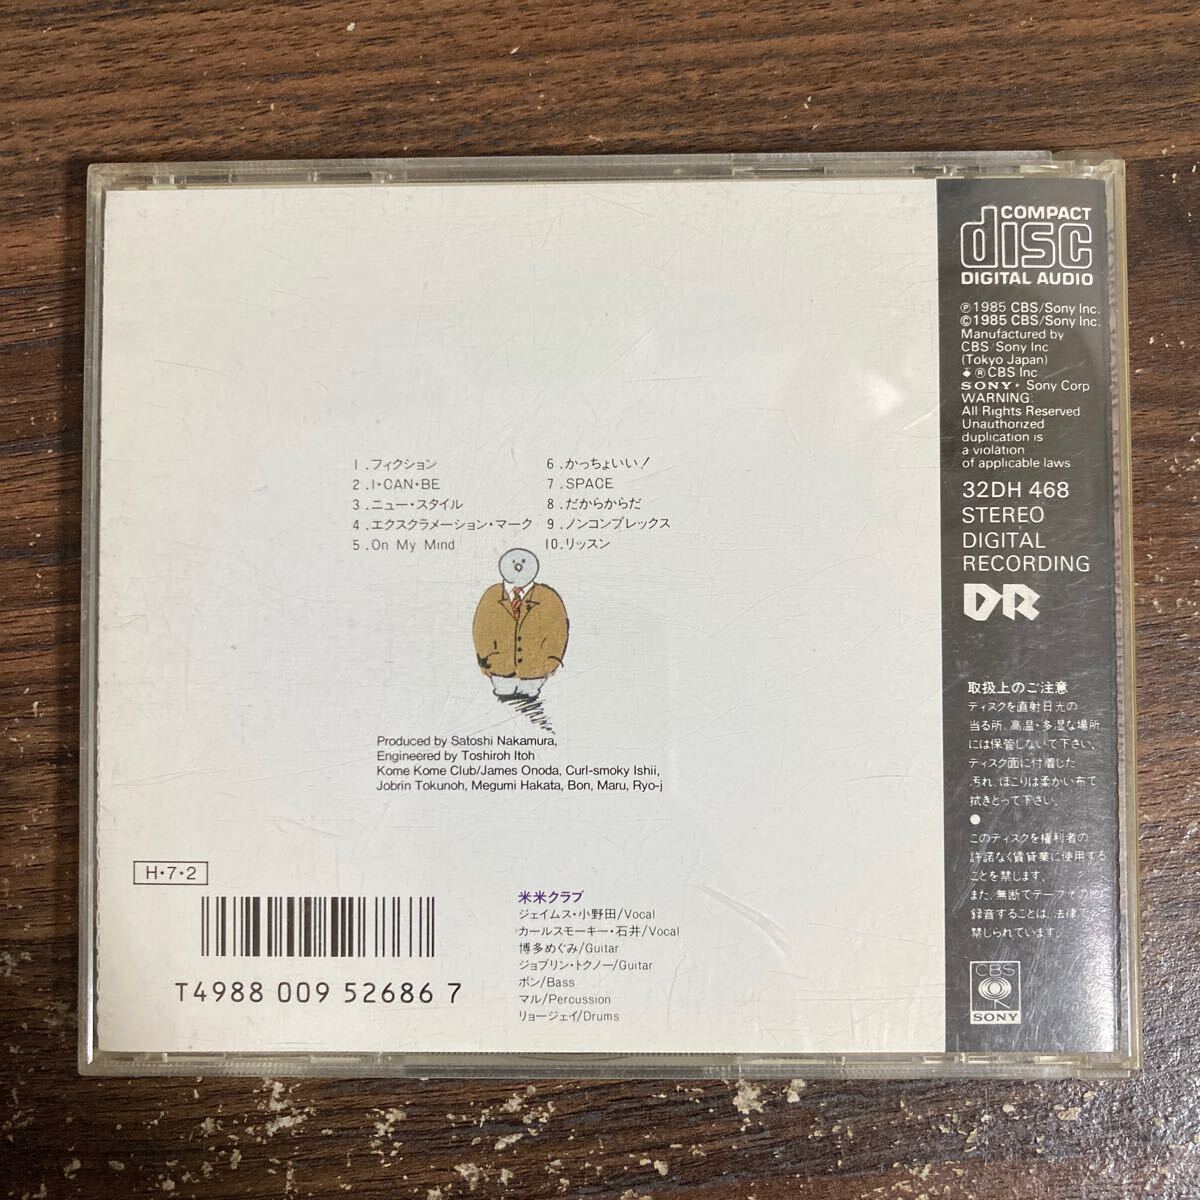 1.フィクション
2.I・CAN・BE
3.ニュー・スタイル
4.エクスクラメーション・マーク
5.On My Mind
6.かっちょいい!
7.SPACE
8.だからからだ
9.ノンコンプレックス
10.リッスン
Produced by Satoshi Nakamura,
Engineered by Toshiroh Itoh
Kome Kome Club/James Onoda, Curl-smoky Ishii,
Jobrin Tokunoh, Megumi Hakata, Bon, Maru, Ryo-j
H・7・2
T4988 009 52686 7
米米クラブ
ジェイムス・小野田/Vocal
カールスモーキー・石井/Vocal
博多めぐみ/Guitar
ジョプリン・トクノー/Guitar
ボン/Bass
マル/Percussion
リョージェイ/Drums
COMPACT
disc
DIGITAL AUDIO
℗1985 CBS/Sony Inc.
©1985 CBS/Sony Inc.
Manufactured by
CBS/Sony Inc
(Tokyo Japan)
®CBS Inc
SONY・Sony Corp
WARNING:
All Rights Reserved
Unauthorized
duplication is
a violation
of applicable laws
32DH 468
STEREO
DIGITAL
RECORDING
DR
取扱上のご注意
ディスクを直射日光の
当る所、高温・多湿な場所
には保管しないで下さい。
ディスク面に付着した
汚れ、ほこりは柔かい布で
拭きとって下さい。
●
このディスクを権利者の
許諾なく賃貸業に使用する
ことを禁じます。
また、無断でテープその他に
録音することは、法律で
禁じられています。
CBS
SONY